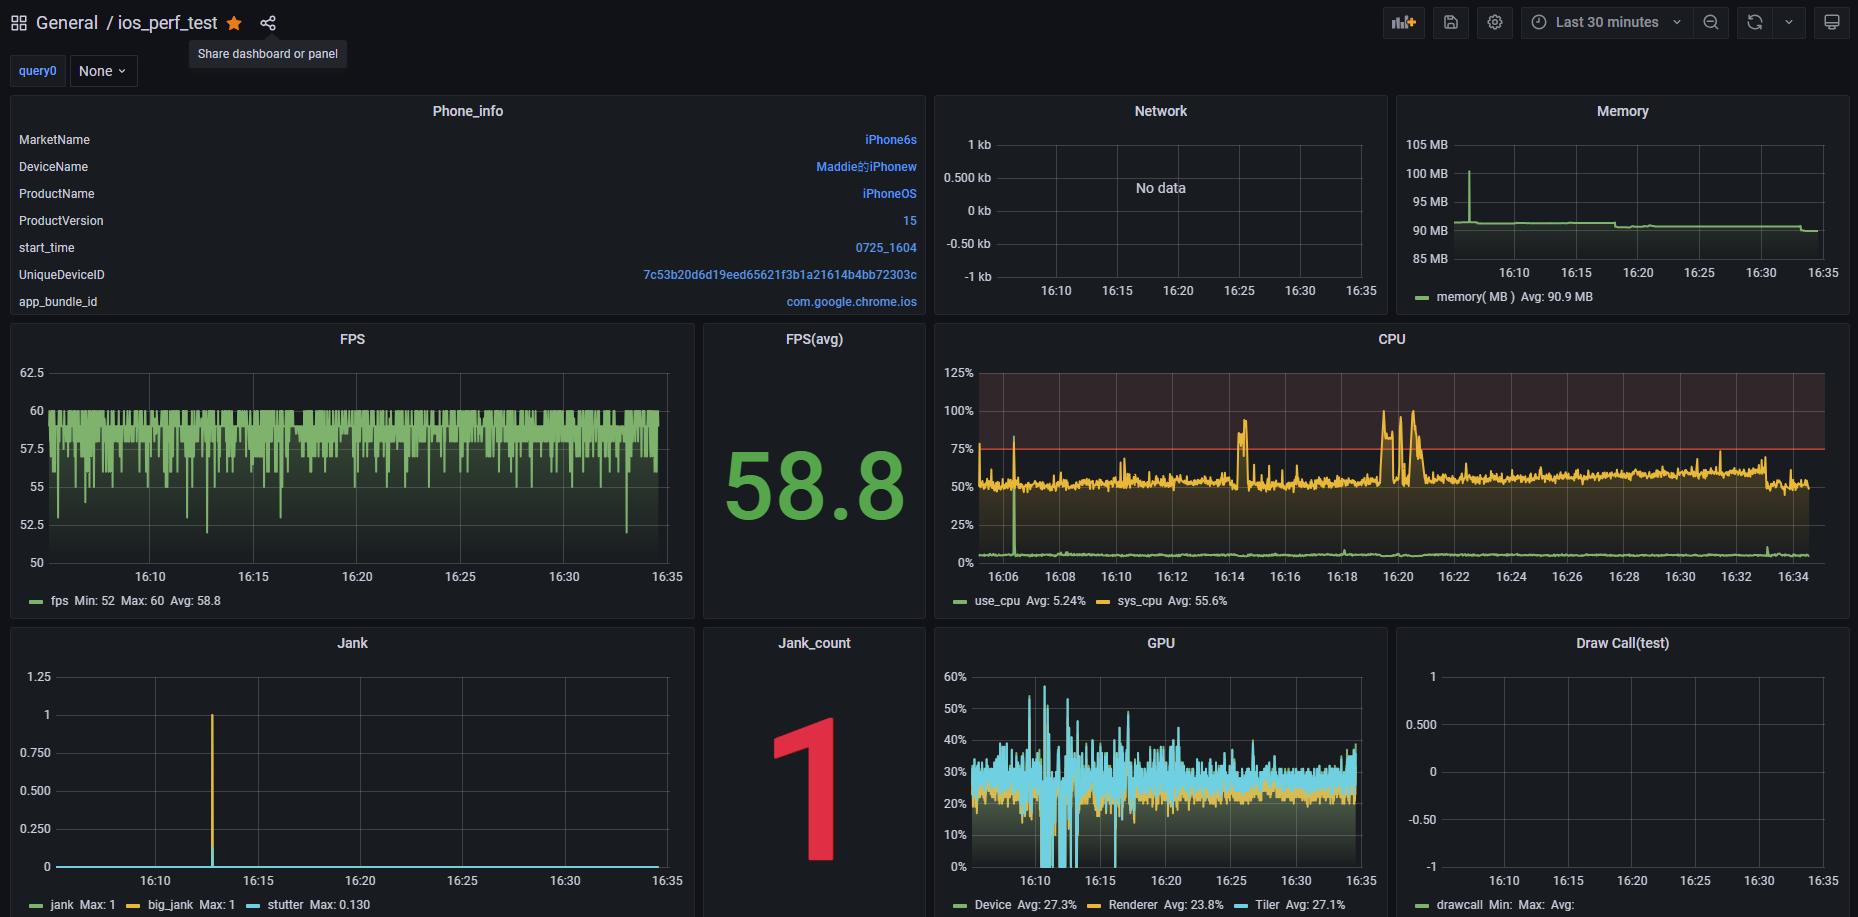 General / ios_perf_test
Last 30 minutes
Share dashboard or panel
query0
None
Phone_info
MarketName iPhone6s
DeviceName Maddie的iPhonew
ProductName iPhoneOS
ProductVersion 15
start_time 0725_1604
UniqueDeviceID 7c53b20d6d19eed65621f3b1a21614b4bb72303c
app_bundle_id com.google.chrome.ios
Network
1 kb
0.500 kb
0 kb
-0.50 kb
-1 kb
No data
16:10 16:15 16:20 16:25 16:30 16:35
Memory
105 MB
100 MB
95 MB
90 MB
85 MB
16:10 16:15 16:20 16:25 16:30 16:35
memory( MB ) Avg: 90.9 MB
FPS
62.5
60
57.5
55
52.5
50
16:10 16:15 16:20 16:25 16:30 16:35
fps Min: 52 Max: 60 Avg: 58.8
FPS(avg)
58.8
CPU
125%
100%
75%
50%
25%
0%
16:06 16:08 16:10 16:12 16:14 16:16 16:18 16:20 16:22 16:24 16:26 16:28 16:30 16:32 16:34
use_cpu Avg: 5.24% sys_cpu Avg: 55.6%
Jank
1.25
1
0.750
0.500
0.250
0
16:10 16:15 16:20 16:25 16:30 16:35
jank Max: 1 big_jank Max: 1 stutter Max: 0.130
Jank_count
1
GPU
60%
50%
40%
30%
20%
10%
0%
16:10 16:15 16:20 16:25 16:30 16:35
Device Avg: 27.3% Renderer Avg: 23.8% Tiler Avg: 27.1%
Draw Call(test)
1
0.500
0
-0.50
-1
16:10 16:15 16:20 16:25 16:30 16:35
drawcall Min: Max: Avg: